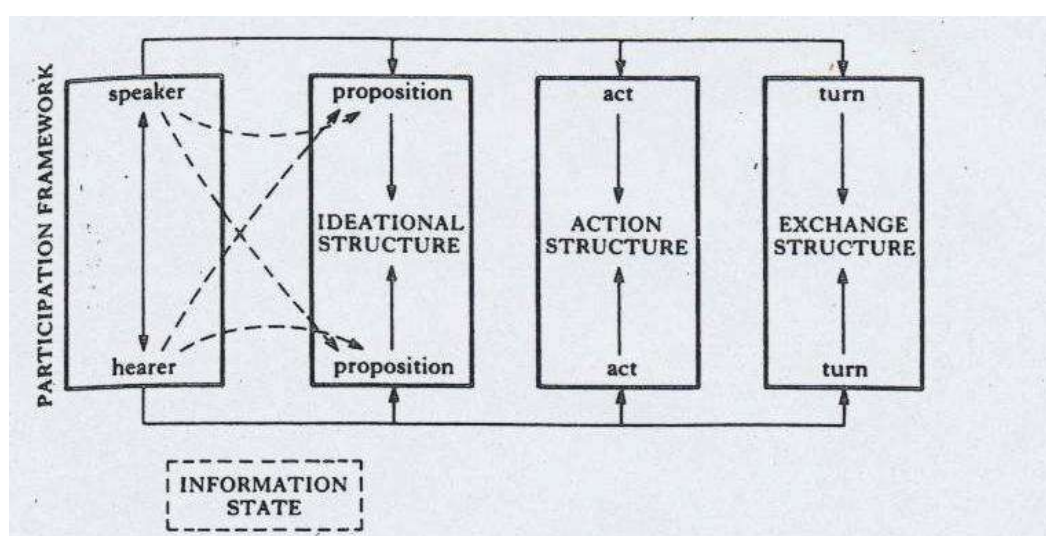 PARTICIPATION FRAMEWORK
speaker
proposition
act
turn
IDEATIONAL
STRUCTURE
ACTION
STRUCTURE
EXCHANGE
STRUCTURE
hearer
proposition
act
turn
INFORMATION
STATE